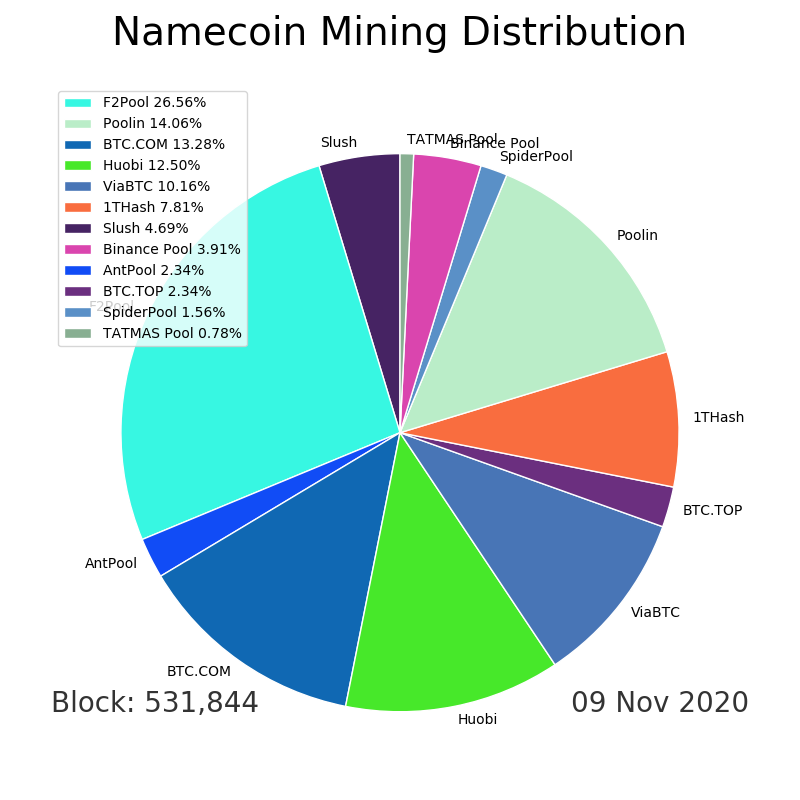 Namecoin Mining Distribution
F2Pool 26.56%
Poolin 14.06%
BTC.COM 13.28%
Huobi 12.50%
ViaBTC 10.16%
1THash 7.81%
Slush 4.69%
Binance Pool 3.91%
AntPool 2.34%
BTC.TOP 2.34%
SpiderPool 1.56%
TATMAS Pool 0.78%
Slush
TATMAS Pool
Binance Pool
SpiderPool
Poolin
F2Pool
1THash
BTC.TOP
AntPool
ViaBTC
BTC.COM
Huobi
Block: 531,844
09 Nov 2020